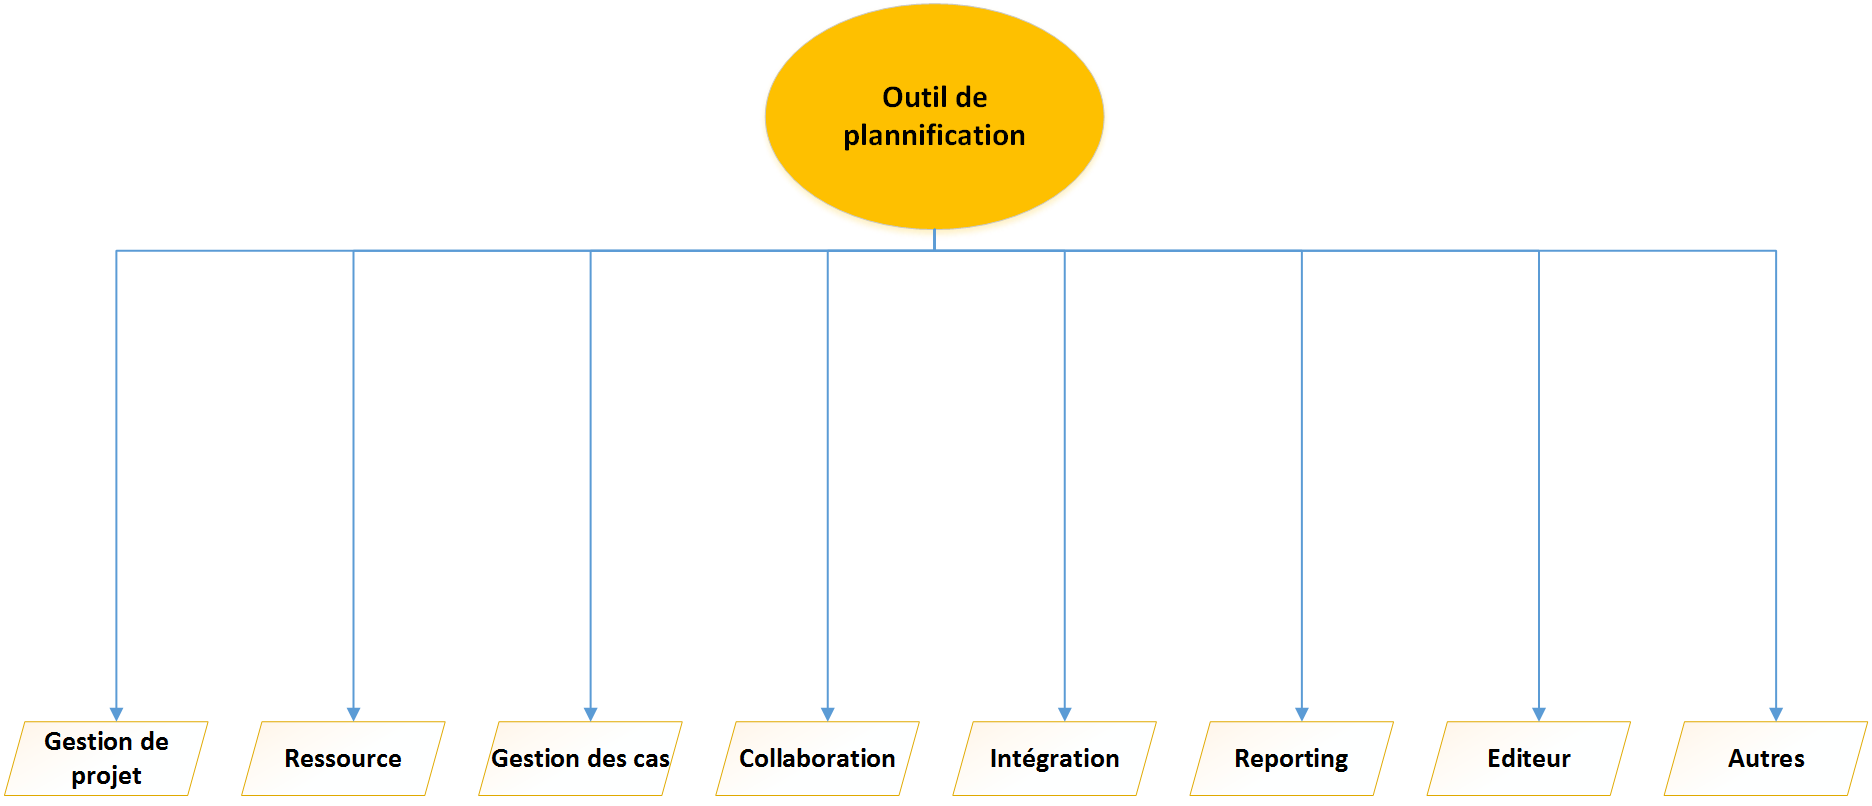 Outil de
plannification
Gestion de
projet
Ressource
Gestion des cas
Collaboration
Intégration
Reporting
Editeur
Autres